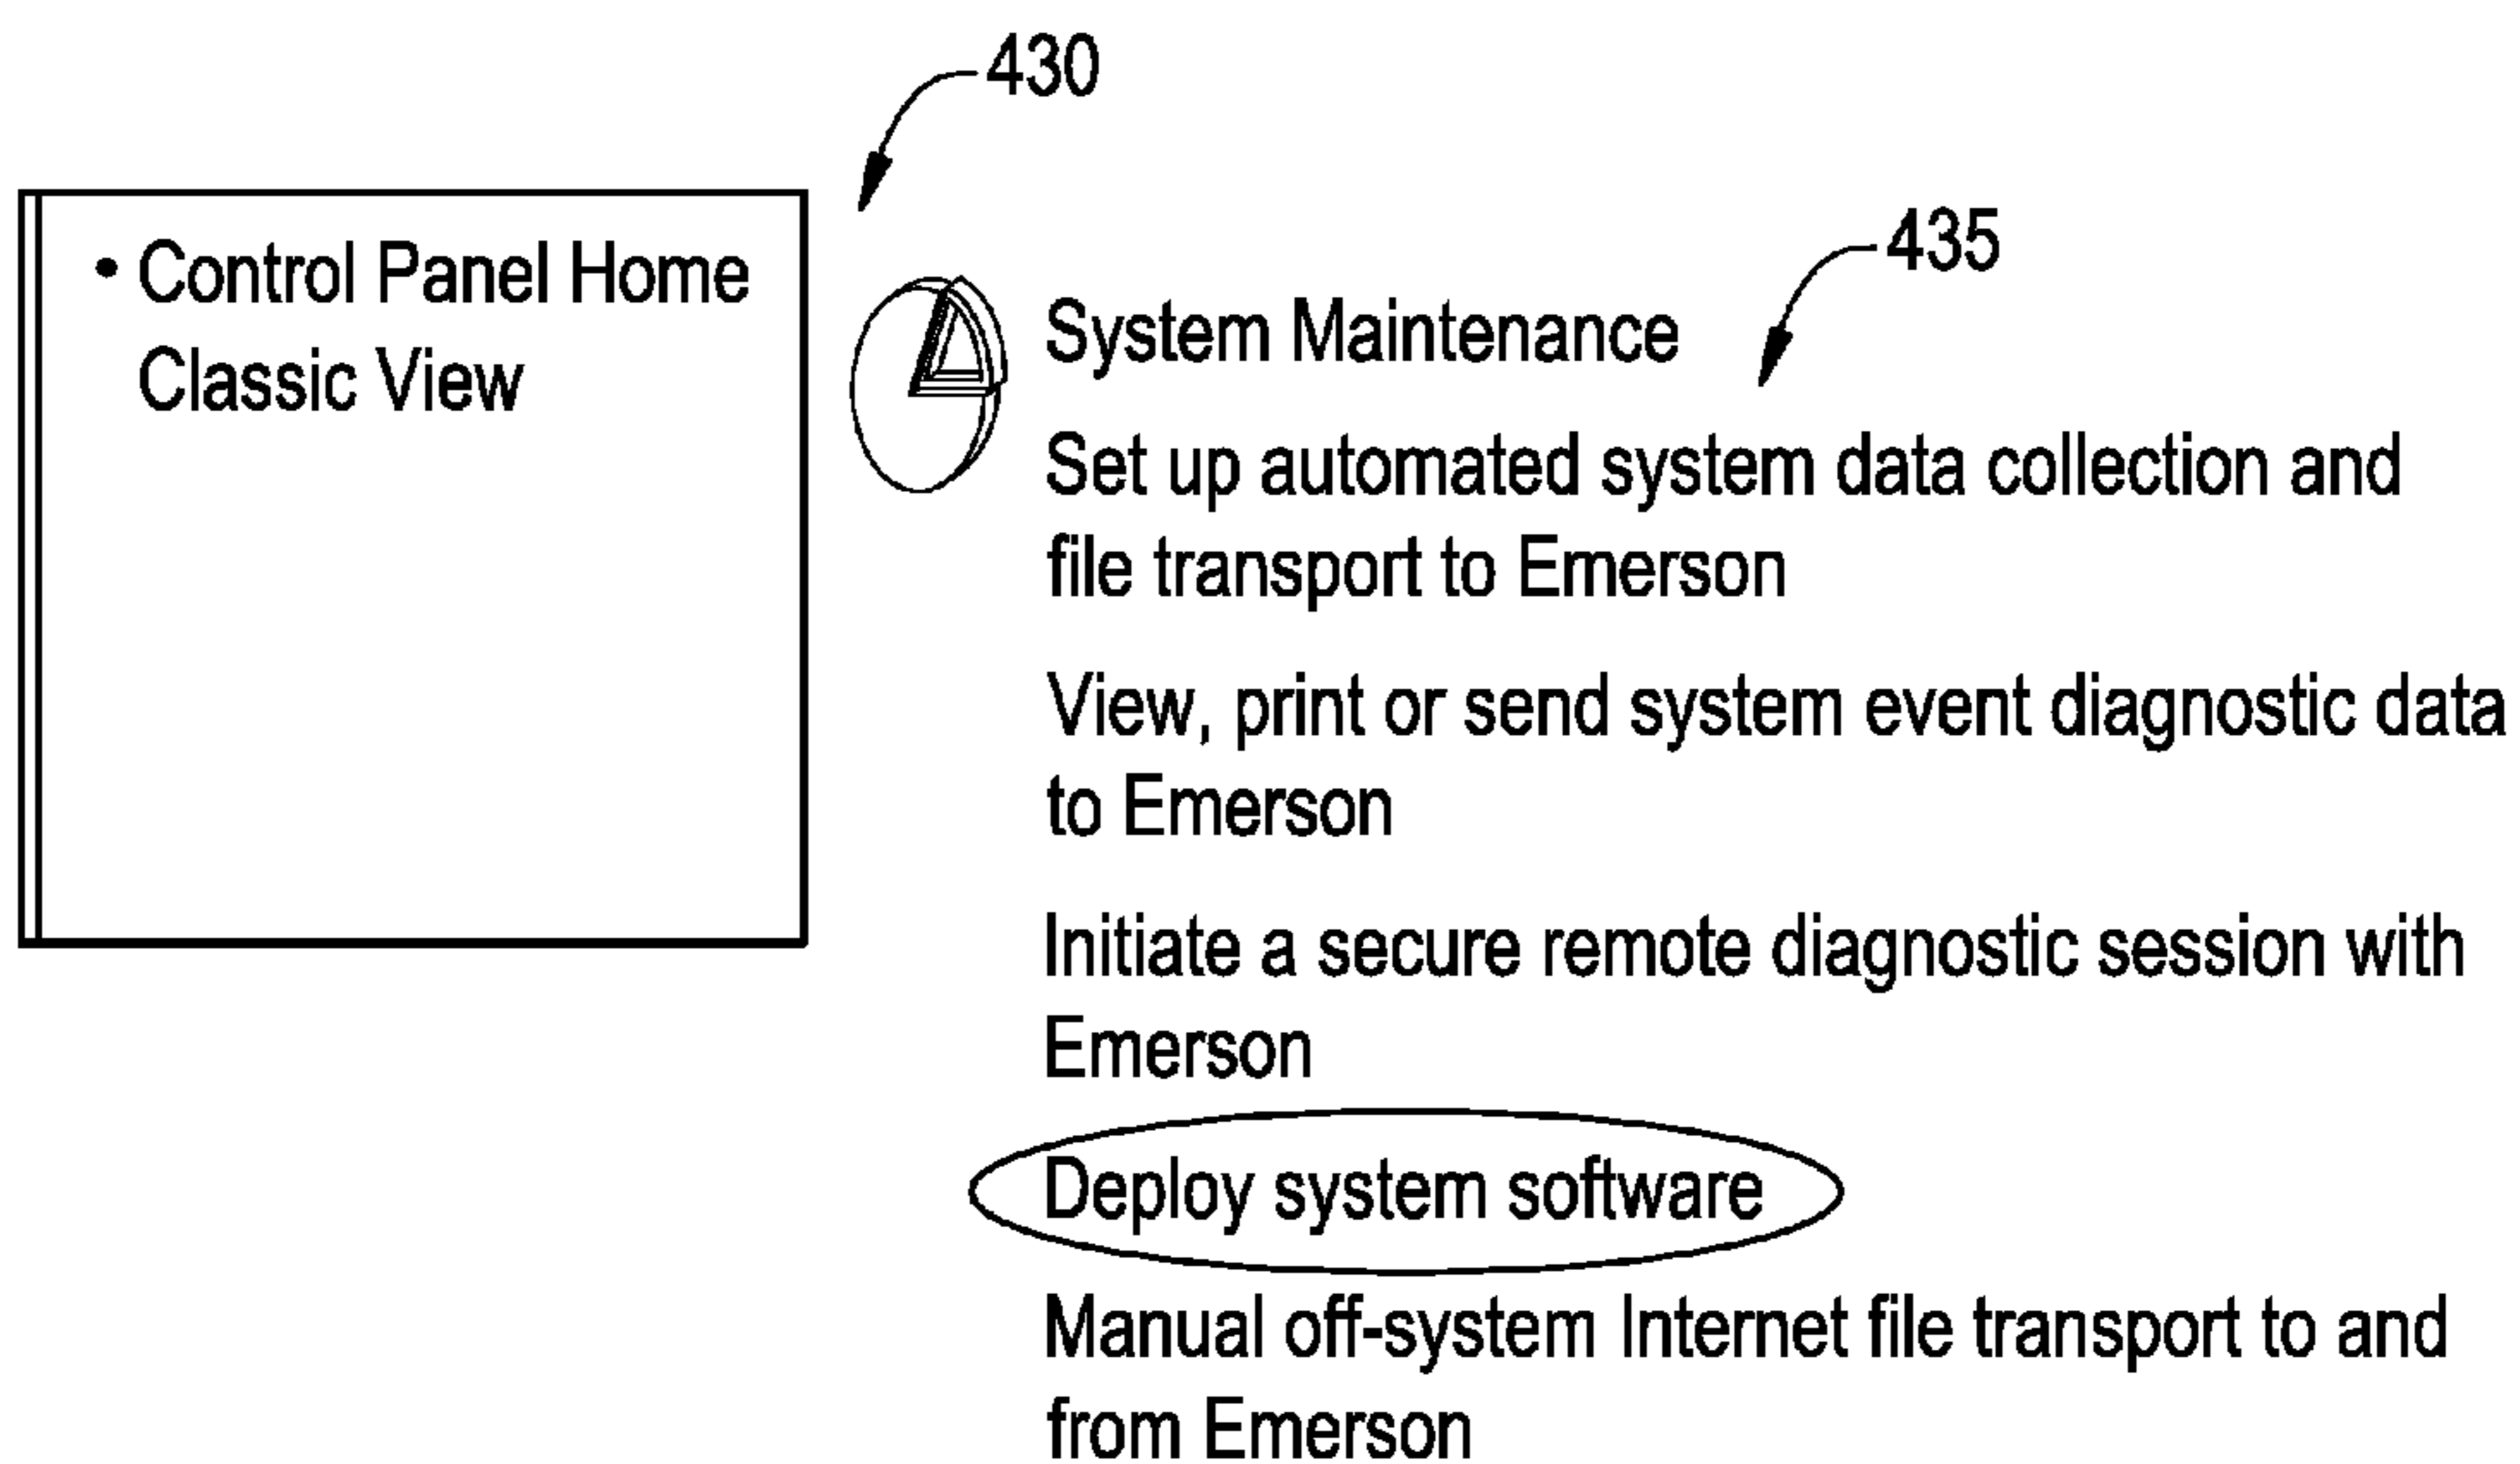 430
435
• Control Panel Home
Classic View
System Maintenance
Set up automated system data collection and
file transport to Emerson
View, print or send system event diagnostic data
to Emerson
Initiate a secure remote diagnostic session with
Emerson
Deploy system software
Manual off-system Internet file transport to and
from Emerson